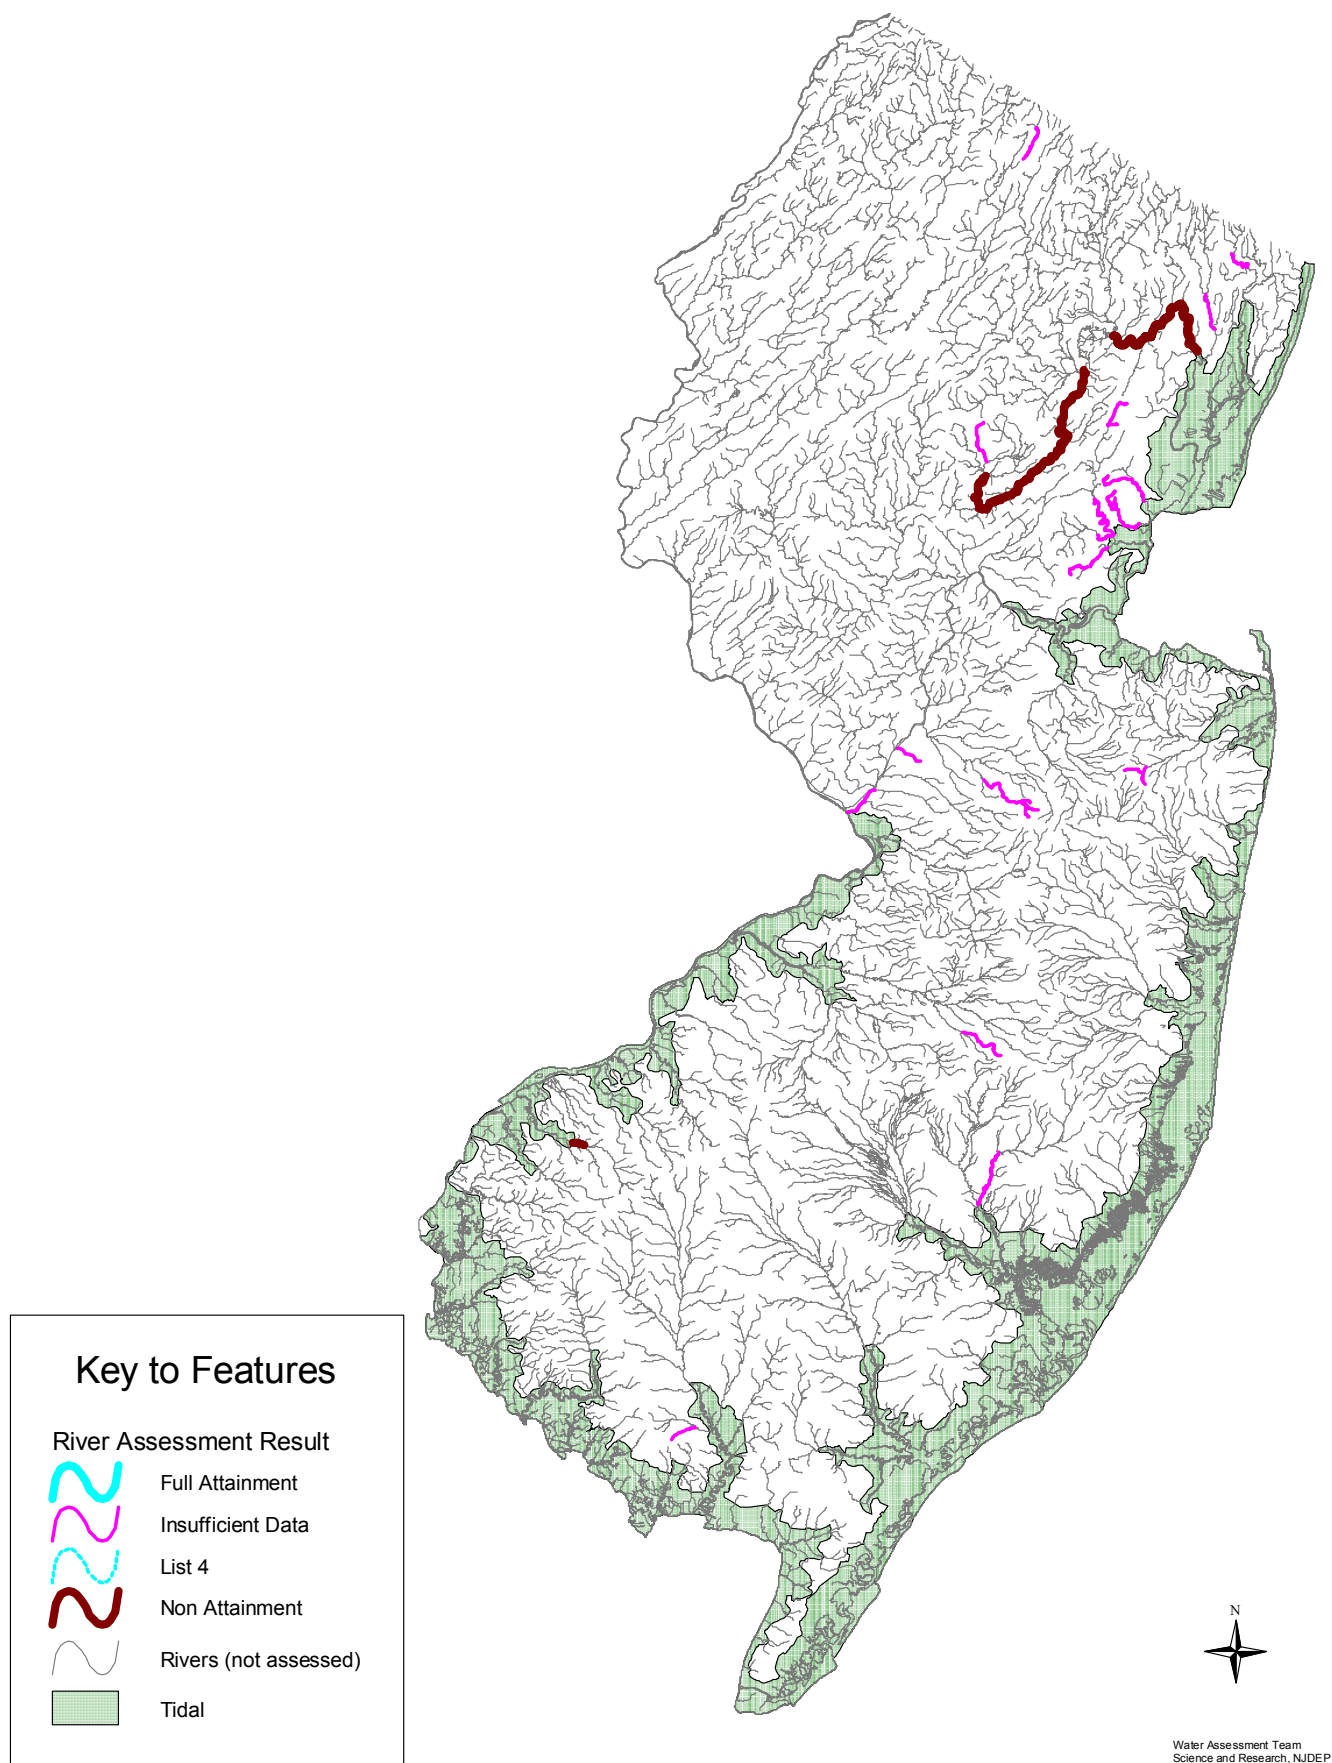 Key to Features
River Assessment Result
Full Attainment
Insufficient Data
List 4
Non Attainment
Rivers (not assessed)
Tidal
N
Water Assessment Team
Science and Research, NJDEP